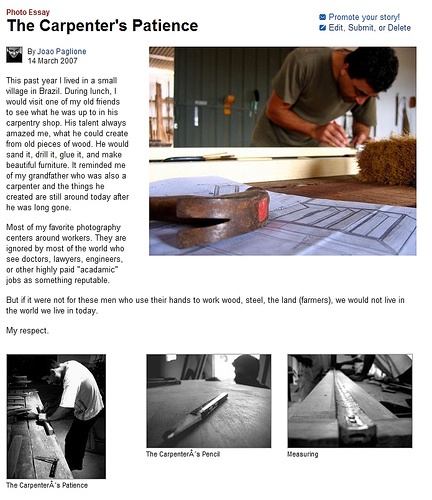 Photo Essay
The Carpenter's Patience
Promote your story!
Edit, Submit, or Delete
By Joao Paglione
14 March 2007
This past year I lived in a small
village in Brazil. During lunch, I
would visit one of my old friends
to see what he was up to in his
carpentry shop. His talent always
amazed me, what he could create
from old pieces of wood. He would
sand it, drill it, glue it, and make
beautiful furniture. It reminded me
of my grandfather who was also a
carpenter and the things he
created are still around today after
he was long gone.
Most of my favorite photography
centers around workers. They are
ignored by most of the world who
see doctors, lawyers, engineers,
or other highly paid "acadamic"
jobs as something reputable.
But if it were not for these men who use their hands to work wood, steel, the land (farmers), we would not live in
the world we live in today.
My respect.
The CarpenterÂ´s Patience
The CarpenterÂ´s Pencil
Measuring